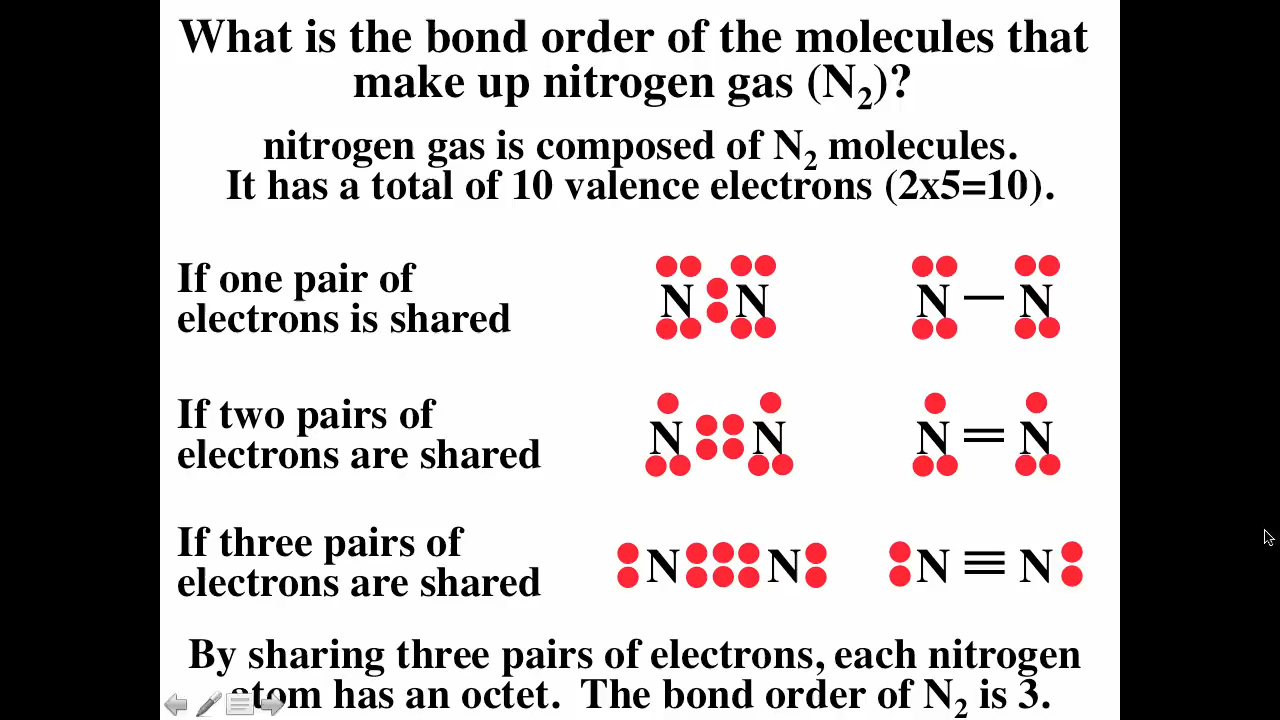 What is the bond order of the molecules that
make up nitrogen gas (N₂)?
nitrogen gas is composed of N₂ molecules.
It has a total of 10 valence electrons (2x5=10).
If one pair of
electrons is shared
N N N — N
If two pairs of
electrons are shared
N N N = N
If three pairs of
electrons are shared
N N N ≡ N
By sharing three pairs of electrons, each nitrogen
atom has an octet. The bond order of N₂ is 3.